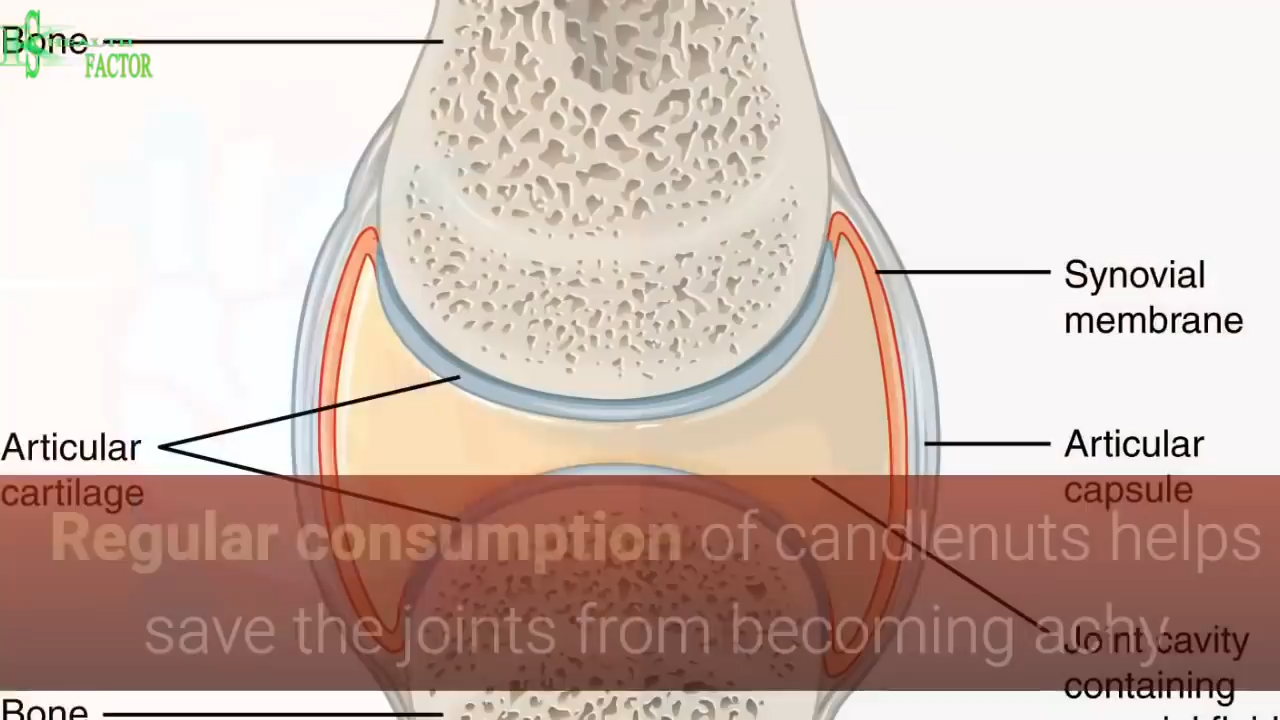 Bone
HEALTH
FACTOR
Synovial
membrane
Articular
cartilage
Articular
capsule
Regular consumption of candlenuts helps
save the joints from becoming achy
Joint cavity
containing
Bone